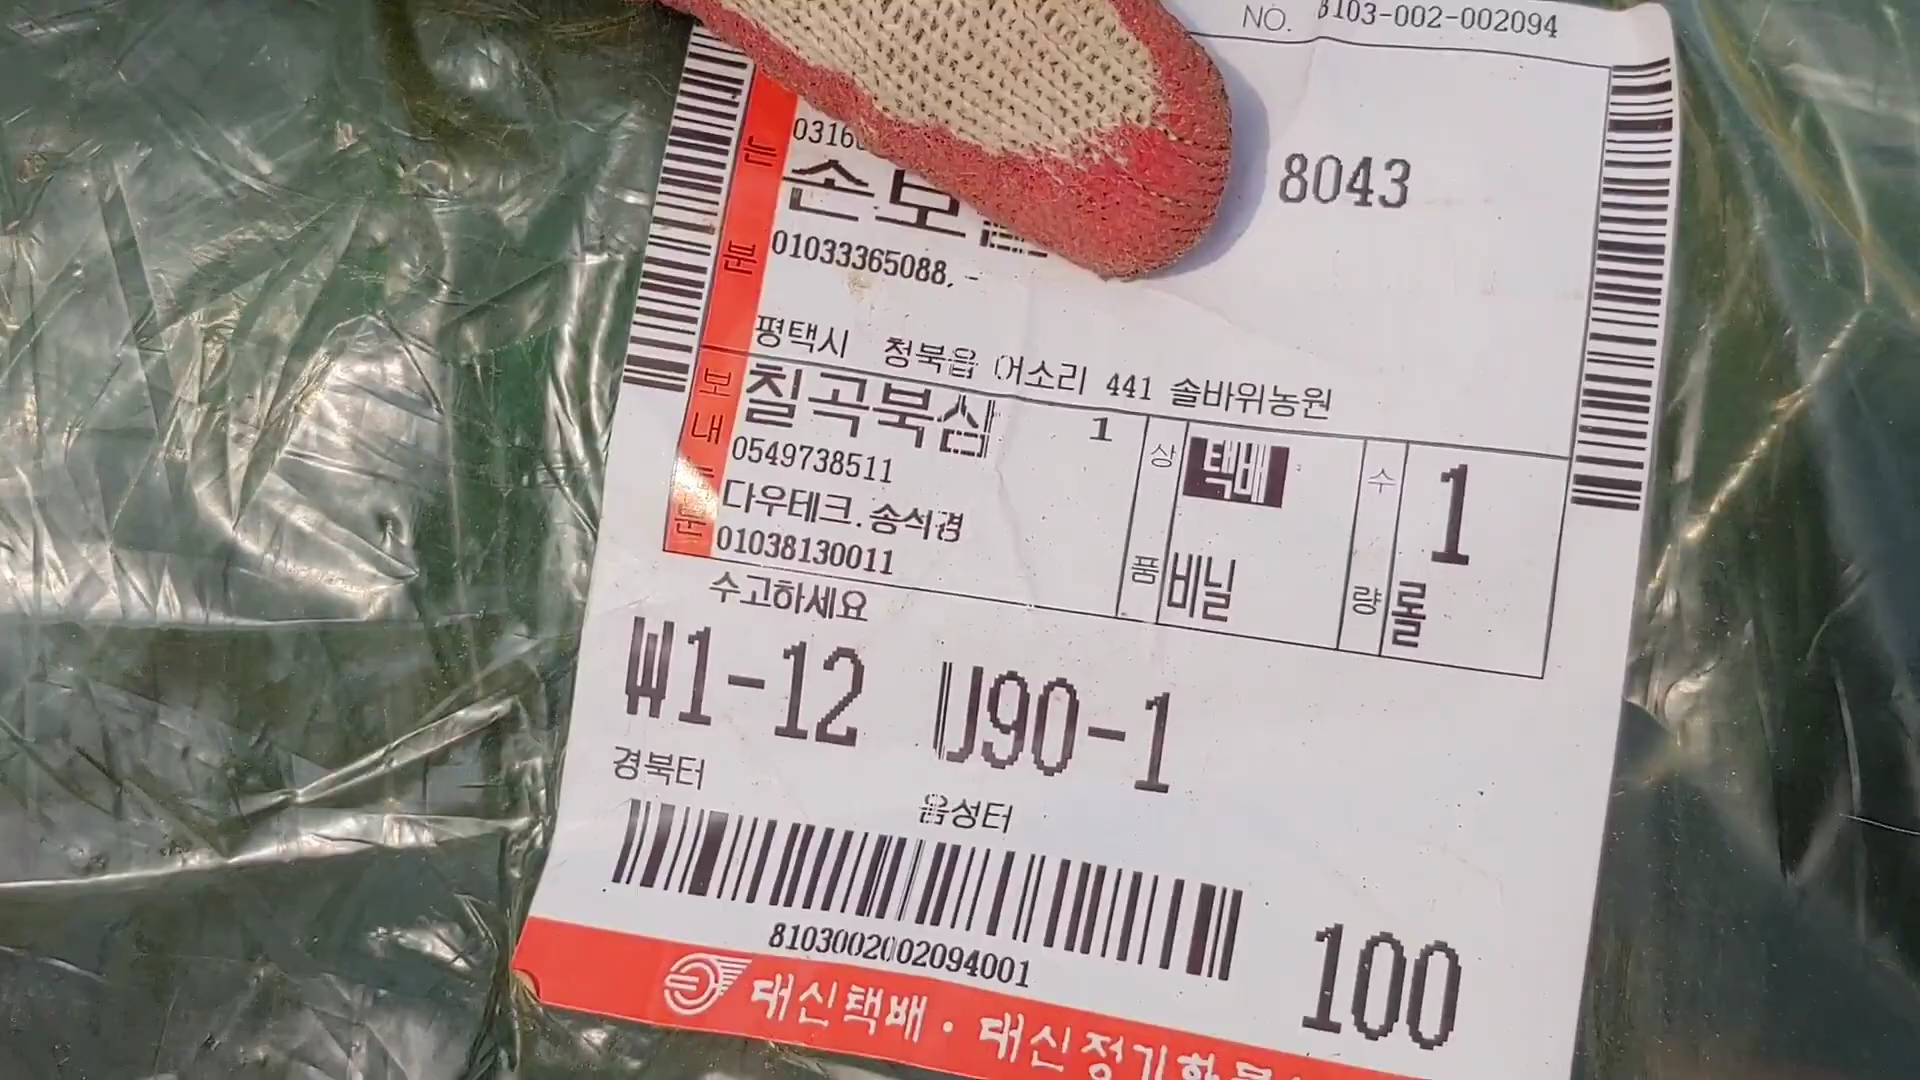 NO. 8103-002-002094
8043
는
분
손보
01033365088, -
평택시 청북읍 어소리 441 솔바위농원
보내는분
칠곡북삼 1
0549738511
다우테크.송석경
01038130011
상품
택배
비닐
수량
1
롤
수고하세요
W1-12 U90-1
경북터 음성터
8103002002094001
100
대신택배 · 대신정기화물